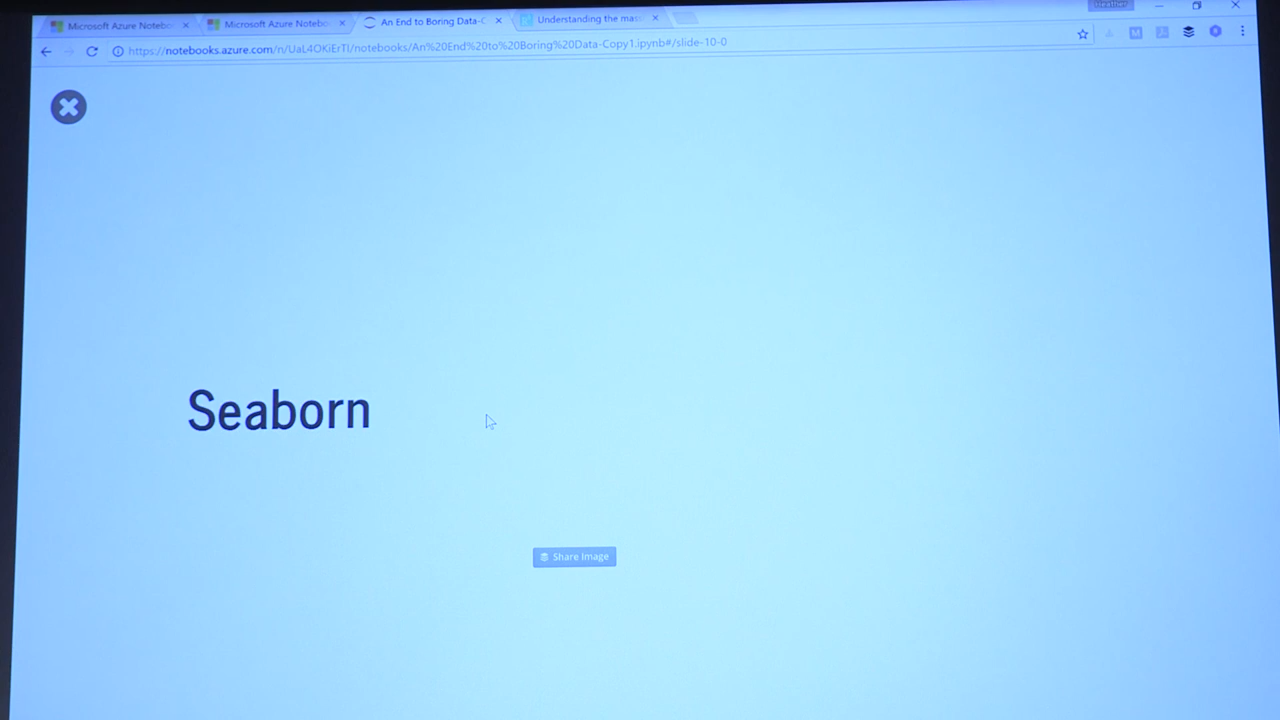 Heather
Microsoft Azure Notebo
Microsoft Azure Notebo
An End to Boring Data-C
Understanding the mas
https://notebooks.azure.com/n/UaL4OKiErTI/notebooks/An%20End%20to%20Boring%20Data-Copy1.ipynb#/slide-10-0
M
Seaborn
Share Image